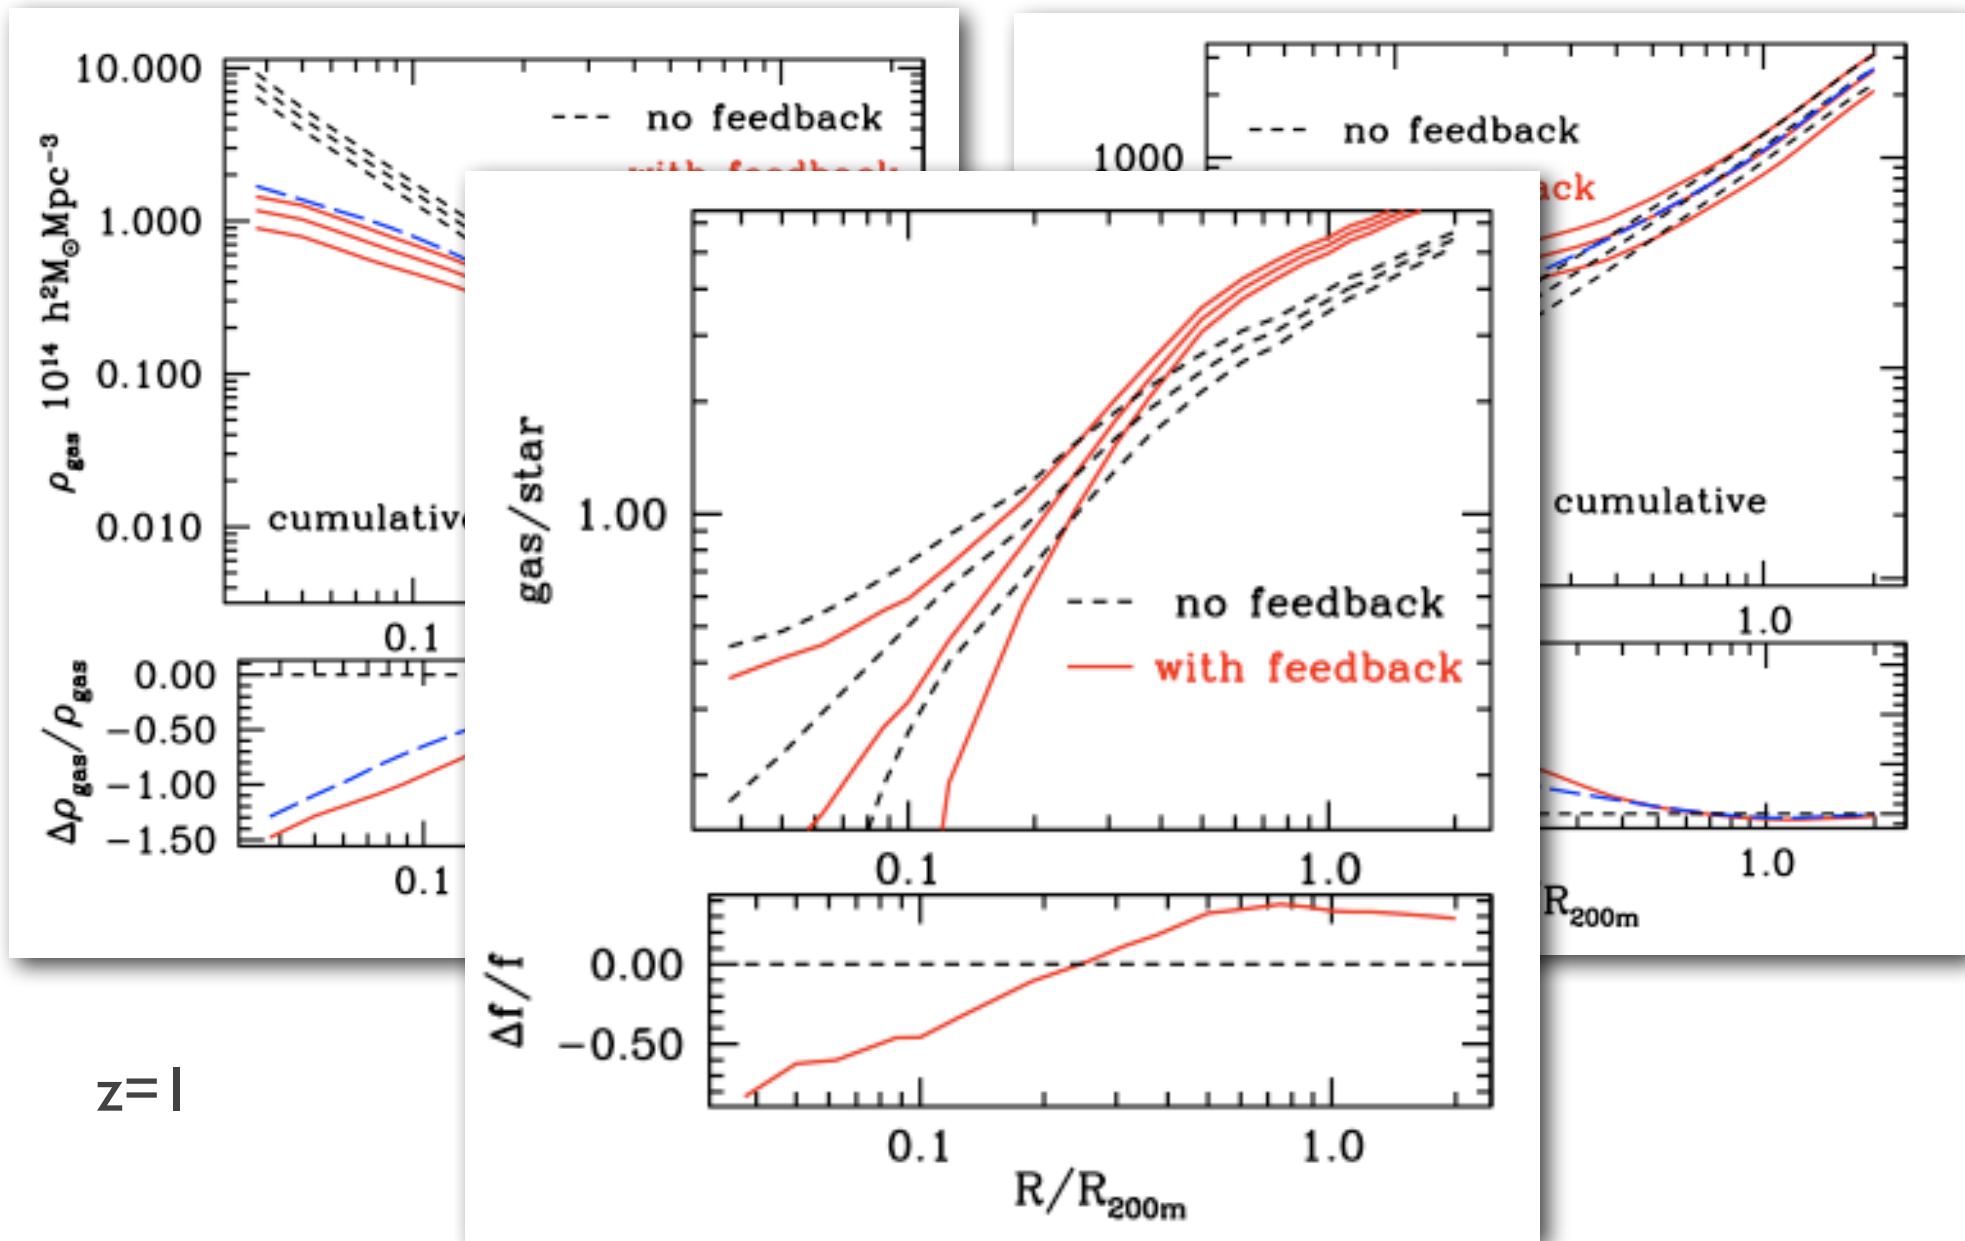 10.000
1.000
0.100
0.010
ρgas 10¹⁴ h²M⊙Mpc⁻³
no feedback
cumulative
0.1
0.00
−0.50
−1.00
−1.50
Δρgas/ρgas
0.1
1000
no feedback
ack
cumulative
1.0
1.0
R200m
gas/star
1.00
no feedback
with feedback
0.1 1.0
Δf/f
0.00
−0.50
0.1 1.0
R/R200m
z=1